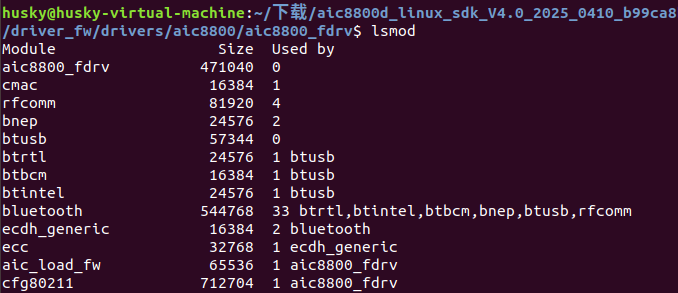 husky@husky-virtual-machine:~/下载/aic8800d_linux_sdk_V4.0_2025_0410_b99ca8
/driver_fw/drivers/aic8800/aic8800_fdrv$ lsmod
Module                  Size  Used by
aic8800_fdrv          471040  0
cmac                   16384  1
rfcomm                 81920  4
bnep                   24576  2
btusb                  57344  0
btrtl                  24576  1 btusb
btbcm                  16384  1 btusb
btintel                24576  1 btusb
bluetooth             544768  33 btrtl,btintel,btbcm,bnep,btusb,rfcomm
ecdh_generic           16384  2 bluetooth
ecc                    32768  1 ecdh_generic
aic_load_fw            65536  1 aic8800_fdrv
cfg80211              712704  1 aic8800_fdrv